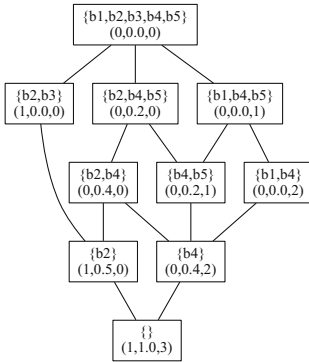 {b1,b2,b3,b4,b5}
(0,0.0,0)
{b2,b3}
(1,0.0,0)
{b2,b4,b5}
(0,0.2,0)
{b1,b4,b5}
(0,0.0,1)
{b2,b4}
(0,0.4,0)
{b4,b5}
(0,0.2,1)
{b1,b4}
(0,0.0,2)
{b2}
(1,0.5,0)
{b4}
(0,0.4,2)
{}
(1,1.0,3)